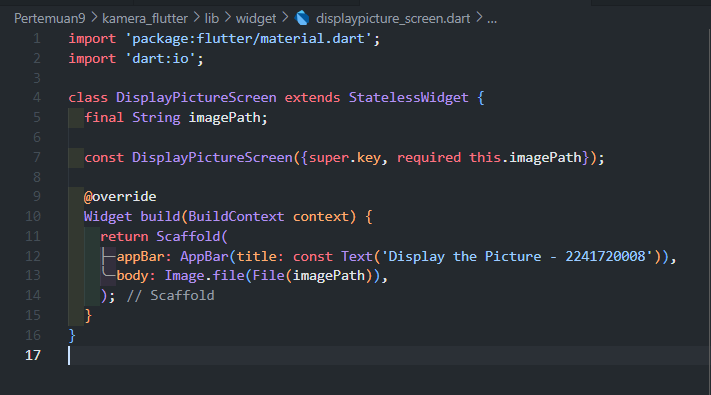 Pertemuan9 > kamera_flutter > lib > widget > displaypicture_screen.dart > ...
1 import 'package:flutter/material.dart';
2 import 'dart:io';
3
4 class DisplayPictureScreen extends StatelessWidget {
5   final String imagePath;
6
7   const DisplayPictureScreen({super.key, required this.imagePath});
8
9   @override
10   Widget build(BuildContext context) {
11     return Scaffold(
12       appBar: AppBar(title: const Text('Display the Picture - 2241720008')),
13       body: Image.file(File(imagePath)),
14     ); // Scaffold
15   }
16 }
17